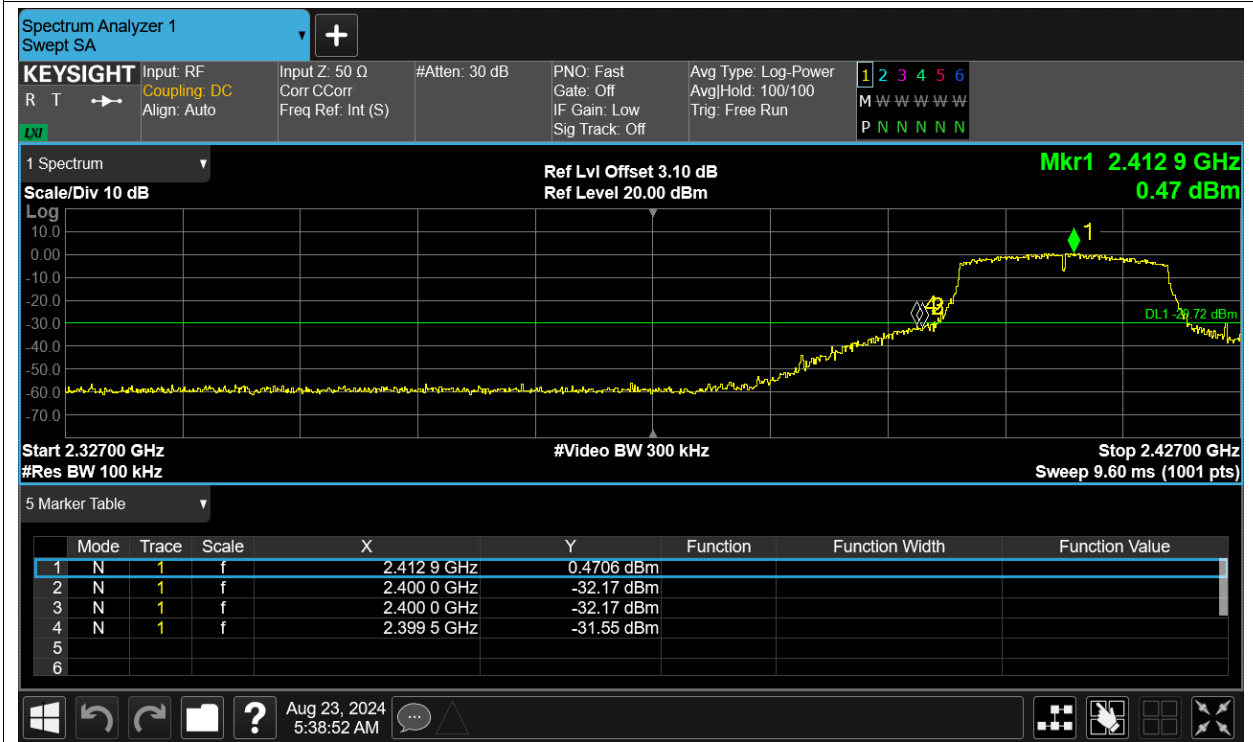 Spectrum Analyzer 1
Swept SA
+
KEYSIGHT Input: RF Input Z: 50 Ω #Atten: 30 dB PNO: Fast Avg Type: Log-Power 1 2 3 4 5 6
R T Coupling: DC Corr CCorr Gate: Off Avg|Hold: 100/100 M W W W W W
Align: Auto Freq Ref: Int (S) IF Gain: Low Trig: Free Run
LXI Sig Track: Off P N N N N N
1 Spectrum Ref Lvl Offset 3.10 dB Mkr1 2.412 9 GHz
Scale/Div 10 dB Ref Level 20.00 dBm 0.47 dBm
Log
10.0
0.00
-10.0
-20.0
-30.0
-40.0
-50.0
-60.0
-70.0
1
DL1 -29.72 dBm
Start 2.32700 GHz #Video BW 300 kHz Stop 2.42700 GHz
#Res BW 100 kHz Sweep 9.60 ms (1001 pts)
5 Marker Table
Mode Trace Scale X Y Function Function Width Function Value
1 N 1 f 2.412 9 GHz 0.4706 dBm
2 N 1 f 2.400 0 GHz -32.17 dBm
3 N 1 f 2.400 0 GHz -32.17 dBm
4 N 1 f 2.399 5 GHz -31.55 dBm
5
6
? Aug 23, 2024
5:38:52 AM